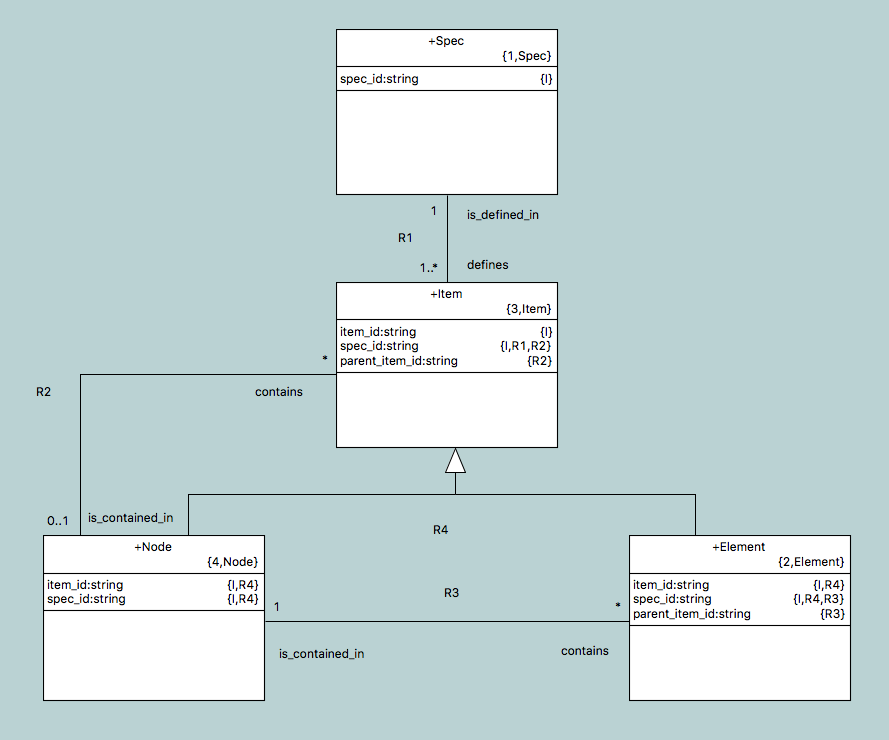 +Spec
{1,Spec}
spec_id:string {I}
1 is_defined_in
R1
1..* defines
+Item
{3,Item}
item_id:string {I}
spec_id:string {I,R1,R2}
parent_item_id:string {R2}
*
R2 contains
0..1 is_contained_in
R4
+Node
{4,Node}
item_id:string {I,R4}
spec_id:string {I,R4}
+Element
{2,Element}
item_id:string {I,R4}
spec_id:string {I,R4,R3}
parent_item_id:string {R3}
R3
1 *
is_contained_in contains